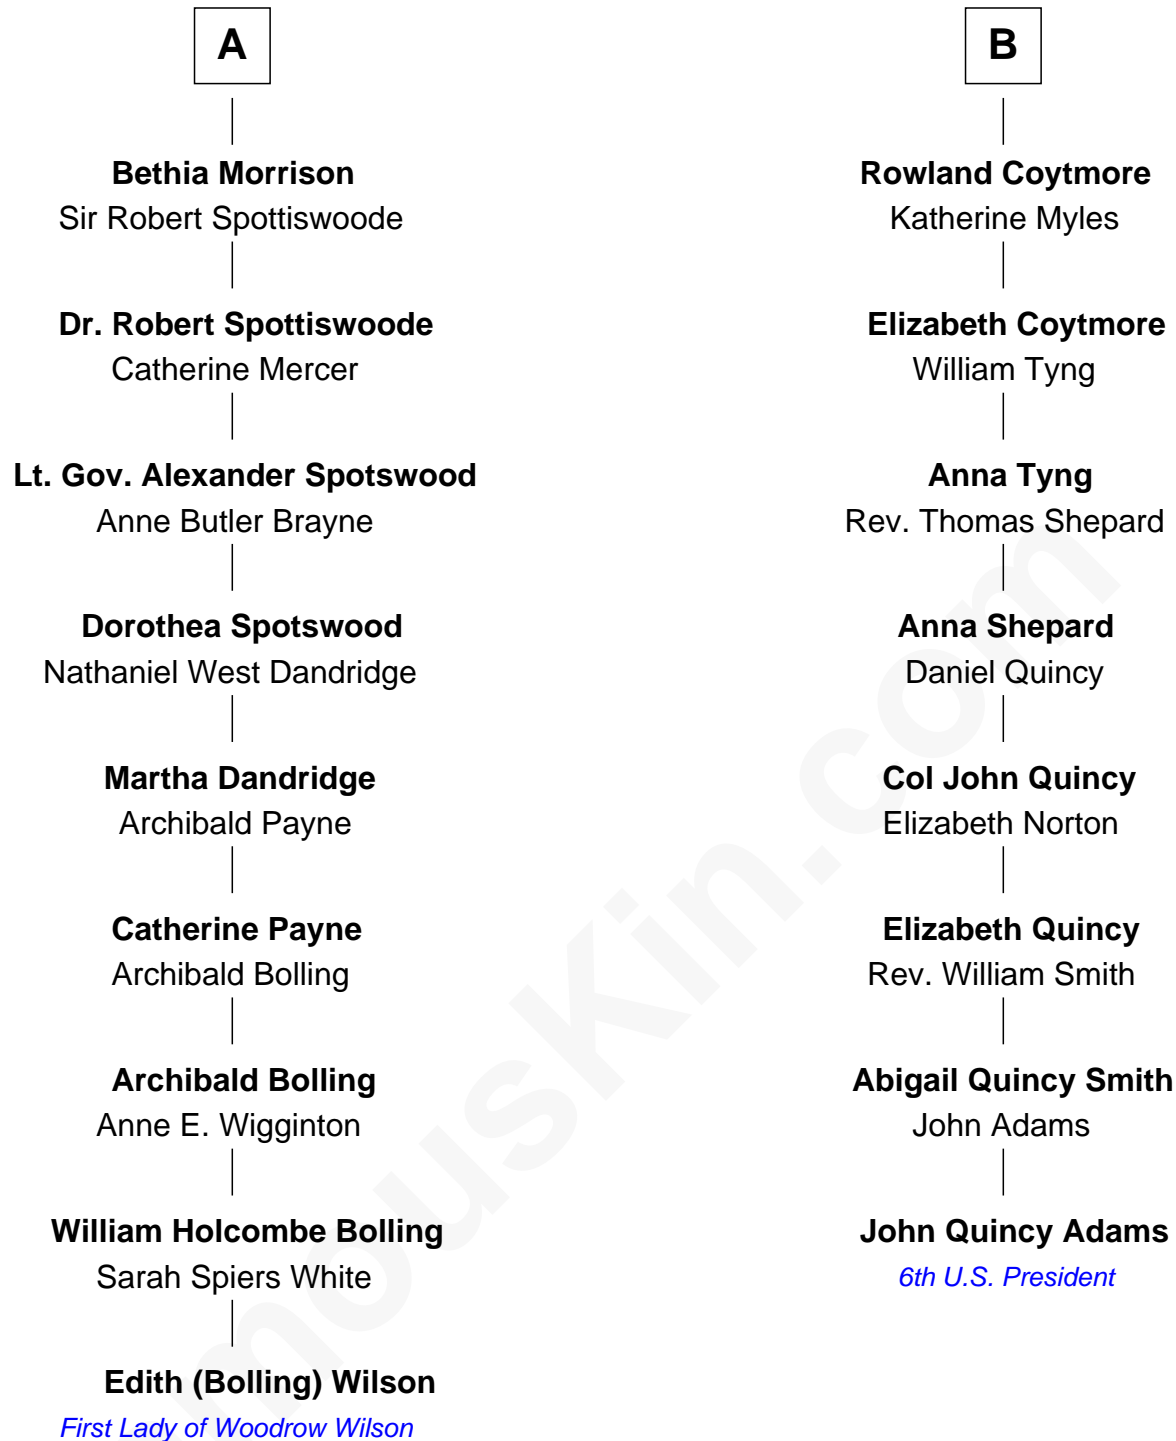 A
Bethia Morrison
Sir Robert Spottiswoode
Dr. Robert Spottiswoode
Catherine Mercer
Lt. Gov. Alexander Spotswood
Anne Butler Brayne
Dorothea Spotswood
Nathaniel West Dandridge
Martha Dandridge
Archibald Payne
Catherine Payne
Archibald Bolling
Archibald Bolling
Anne E. Wigginton
William Holcombe Bolling
Sarah Spiers White
Edith (Bolling) Wilson
First Lady of Woodrow Wilson
B
Rowland Coytmore
Katherine Myles
Elizabeth Coytmore
William Tyng
Anna Tyng
Rev. Thomas Shepard
Anna Shepard
Daniel Quincy
Col John Quincy
Elizabeth Norton
Elizabeth Quincy
Rev. William Smith
Abigail Quincy Smith
John Adams
John Quincy Adams
6th U.S. President
mousKin.com